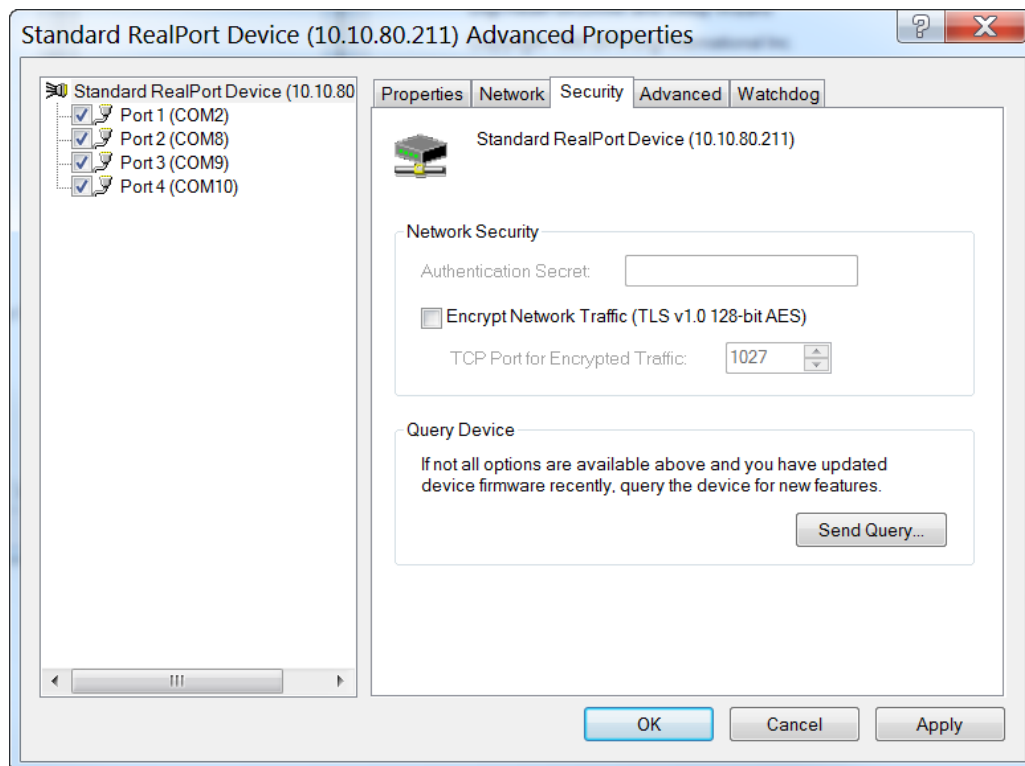 Standard RealPort Device (10.10.80.211) Advanced Properties
Standard RealPort Device (10.10.80
Port 1 (COM2)
Port 2 (COM8)
Port 3 (COM9)
Port 4 (COM10)
Properties Network Security Advanced Watchdog
Standard RealPort Device (10.10.80.211)
Network Security
Authentication Secret:
Encrypt Network Traffic (TLS v1.0 128-bit AES)
TCP Port for Encrypted Traffic: 1027
Query Device
If not all options are available above and you have updated
device firmware recently, query the device for new features.
Send Query...
OK Cancel Apply